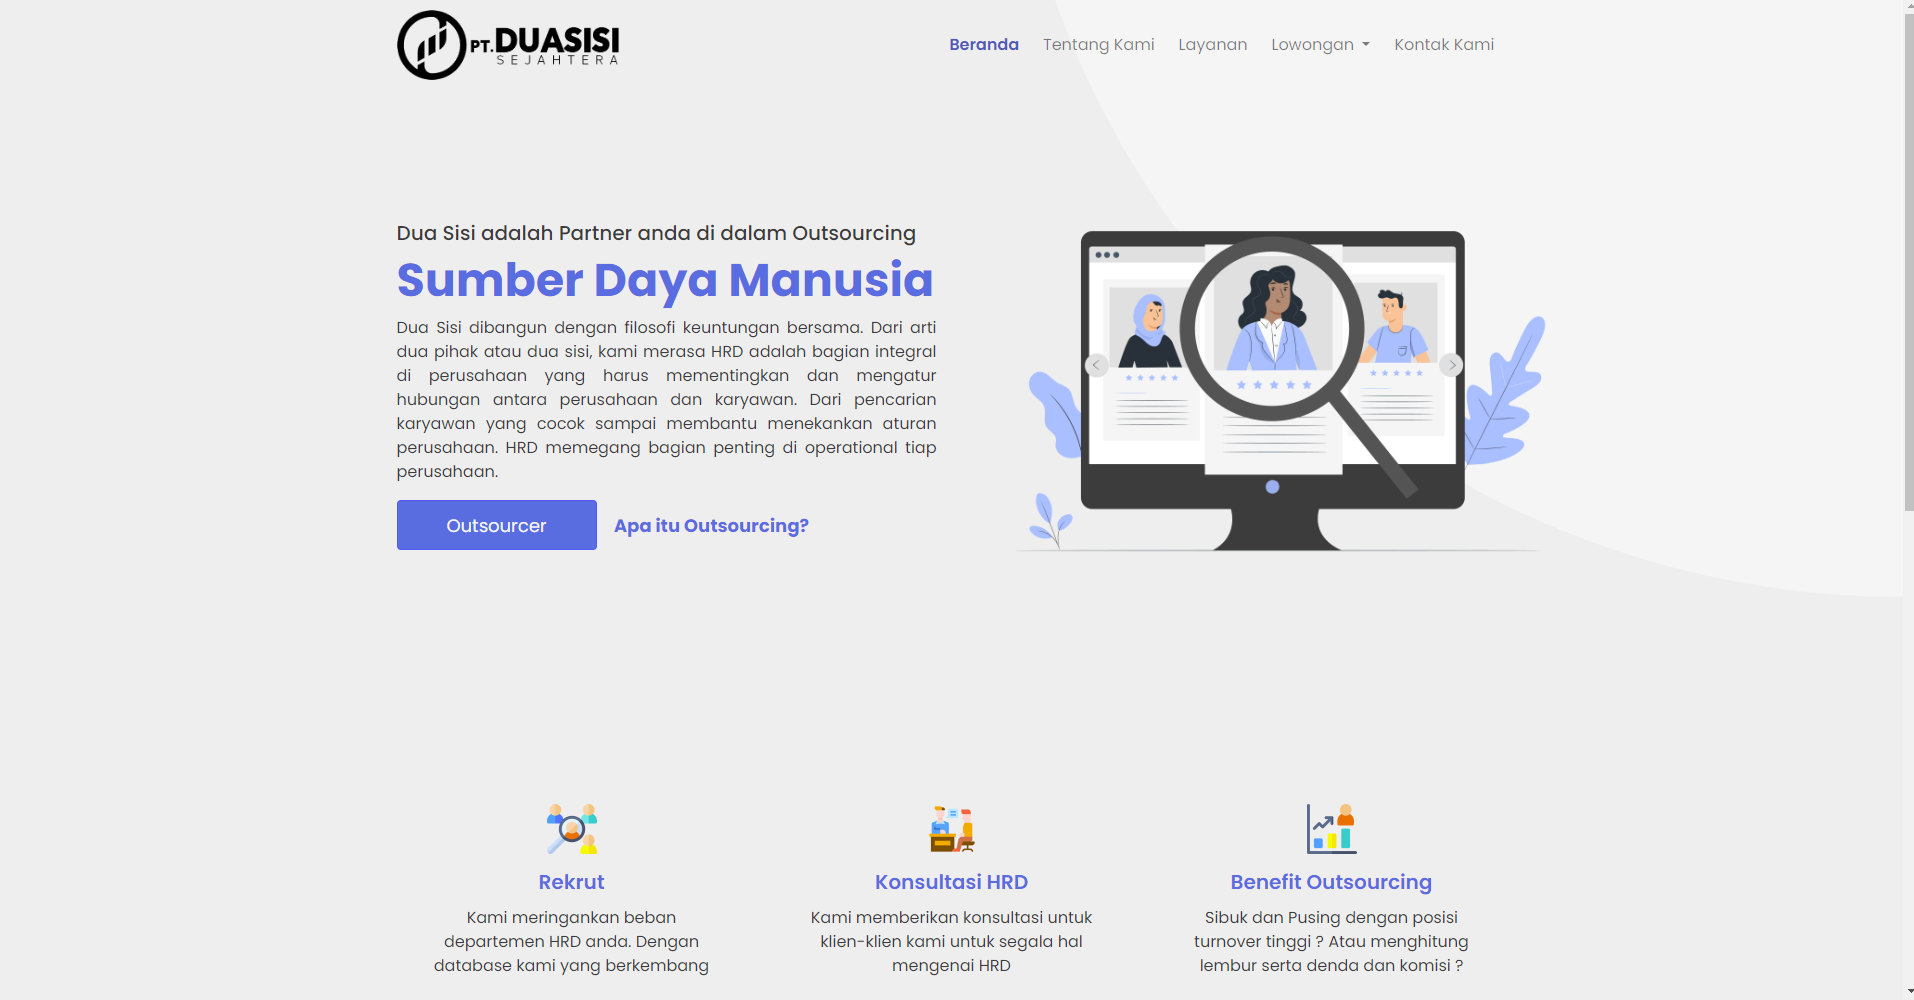 PT. DUASISI
SEJAHTERA
Beranda
Tentang Kami
Layanan
Lowongan
Kontak Kami
Dua Sisi adalah Partner anda di dalam Outsourcing
Sumber Daya Manusia
Dua Sisi dibangun dengan filosofi keuntungan bersama. Dari arti
dua pihak atau dua sisi, kami merasa HRD adalah bagian integral
di perusahaan yang harus mementingkan dan mengatur
hubungan antara perusahaan dan karyawan. Dari pencarian
karyawan yang cocok sampai membantu menekankan aturan
perusahaan. HRD memegang bagian penting di operational tiap
perusahaan.
Outsourcer
Apa itu Outsourcing?
Rekrut
Kami meringankan beban
departemen HRD anda. Dengan
database kami yang berkembang
Konsultasi HRD
Kami memberikan konsultasi untuk
klien-klien kami untuk segala hal
mengenai HRD
Benefit Outsourcing
Sibuk dan Pusing dengan posisi
turnover tinggi ? Atau menghitung
lembur serta denda dan komisi ?